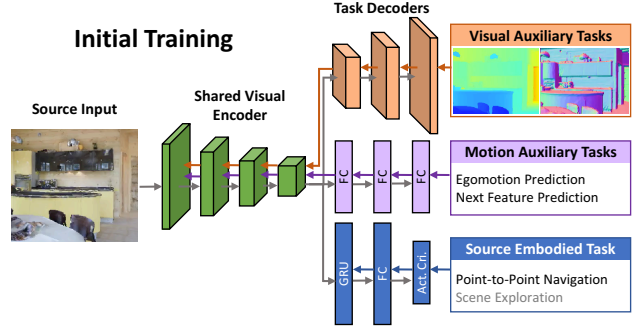 Initial Training
Task Decoders
Visual Auxiliary Tasks
Source Input
Shared Visual
Encoder
FC
FC
FC
Motion Auxiliary Tasks
Egomotion Prediction
Next Feature Prediction
GRU
FC
Act. Cri.
Source Embodied Task
Point-to-Point Navigation
Scene Exploration